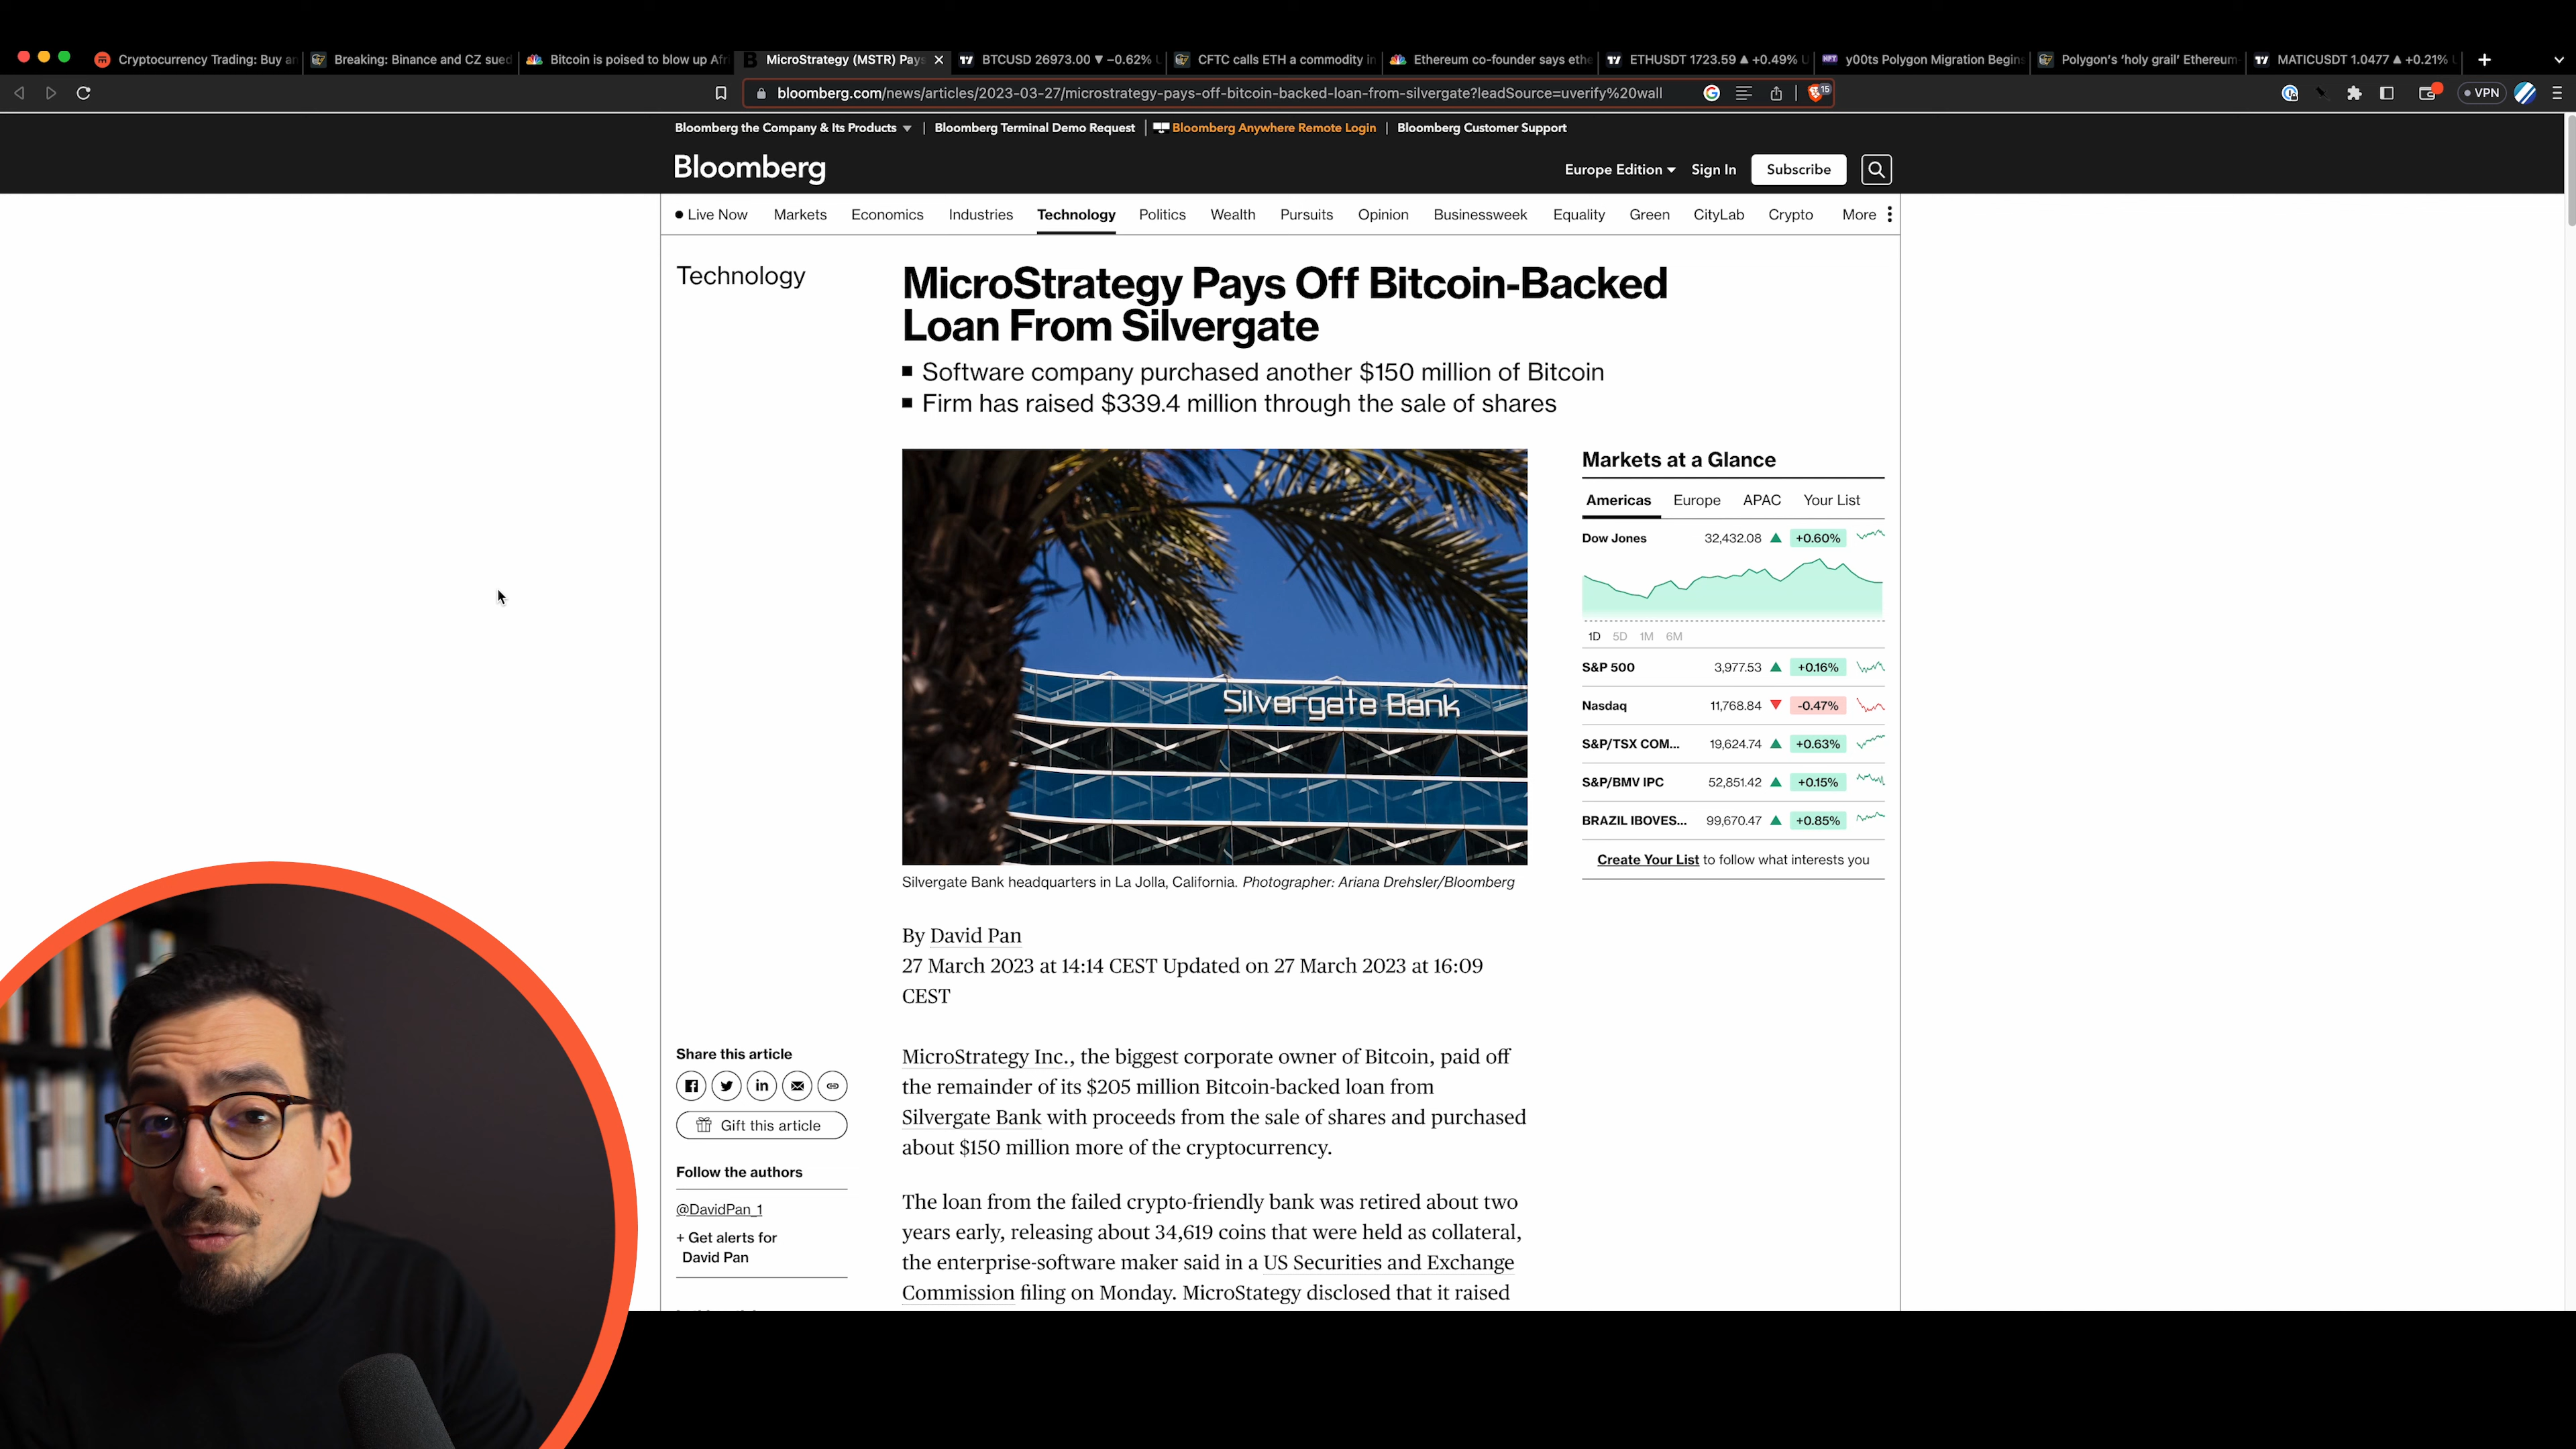 Cryptocurrency Trading: Buy an
Breaking: Binance and CZ sued
Bitcoin is poised to blow up Afri
MicroStrategy (MSTR) Pays
BTCUSD 26973.00 ▼ −0.62%
CFTC calls ETH a commodity in
Ethereum co-founder says ethe
ETHUSDT 1723.59 ▲ +0.49%
y00ts Polygon Migration Begins
Polygon's 'holy grail' Ethereum
MATICUSDT 1.0477 ▲ +0.21%
bloomberg.com/news/articles/2023-03-27/microstrategy-pays-off-bitcoin-backed-loan-from-silvergate?leadSource=uverify%20wall
15
VPN
Bloomberg the Company & Its Products
Bloomberg Terminal Demo Request
Bloomberg Anywhere Remote Login
Bloomberg Customer Support
Bloomberg
Europe Edition
Sign In
Subscribe
Live Now
Markets
Economics
Industries
Technology
Politics
Wealth
Pursuits
Opinion
Businessweek
Equality
Green
CityLab
Crypto
More
Technology
MicroStrategy Pays Off Bitcoin-Backed
Loan From Silvergate
■ Software company purchased another $150 million of Bitcoin
■ Firm has raised $339.4 million through the sale of shares
Silvergate Bank
Silvergate Bank headquarters in La Jolla, California. Photographer: Ariana Drehsler/Bloomberg
Markets at a Glance
Americas Europe APAC Your List
Dow Jones 32,432.08 ▲ +0.60%
1D 5D 1M 6M
S&P 500 3,977.53 ▲ +0.16%
Nasdaq 11,768.84 ▼ -0.47%
S&P/TSX COM... 19,624.74 ▲ +0.63%
S&P/BMV IPC 52,851.42 ▲ +0.15%
BRAZIL IBOVES... 99,670.47 ▲ +0.85%
Create Your List to follow what interests you
By David Pan
27 March 2023 at 14:14 CEST Updated on 27 March 2023 at 16:09
CEST
Share this article
Gift this article
Follow the authors
@DavidPan_1
+ Get alerts for
David Pan
MicroStrategy Inc., the biggest corporate owner of Bitcoin, paid off
the remainder of its $205 million Bitcoin-backed loan from
Silvergate Bank with proceeds from the sale of shares and purchased
about $150 million more of the cryptocurrency.
The loan from the failed crypto-friendly bank was retired about two
years early, releasing about 34,619 coins that were held as collateral,
the enterprise-software maker said in a US Securities and Exchange
Commission filing on Monday. MicroStategy disclosed that it raised